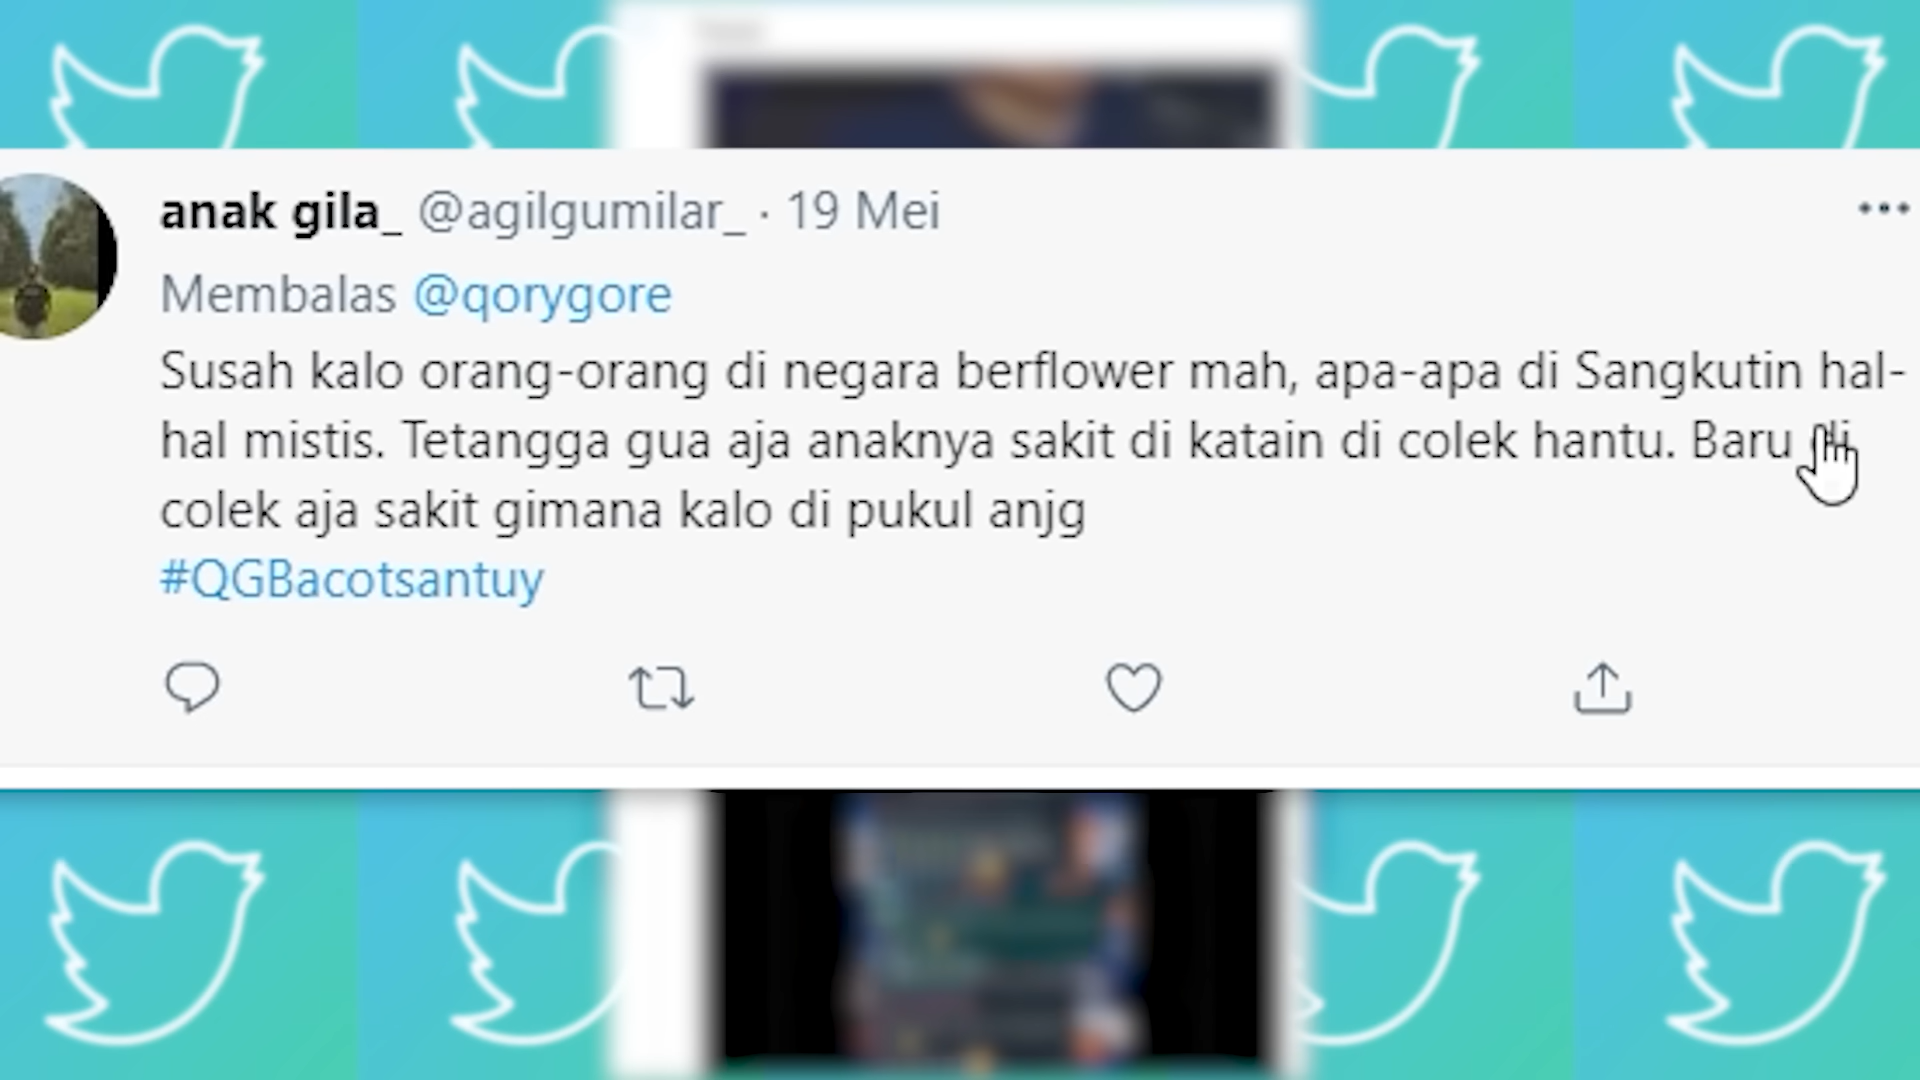 anak gila_ @agilgumilar_ · 19 Mei
Membalas @qorygore
Susah kalo orang-orang di negara berflower mah, apa-apa di Sangkutin hal-
hal mistis. Tetangga gua aja anaknya sakit di katain di colek hantu. Baru di
colek aja sakit gimana kalo di pukul anjg
#QGBacotsantuy